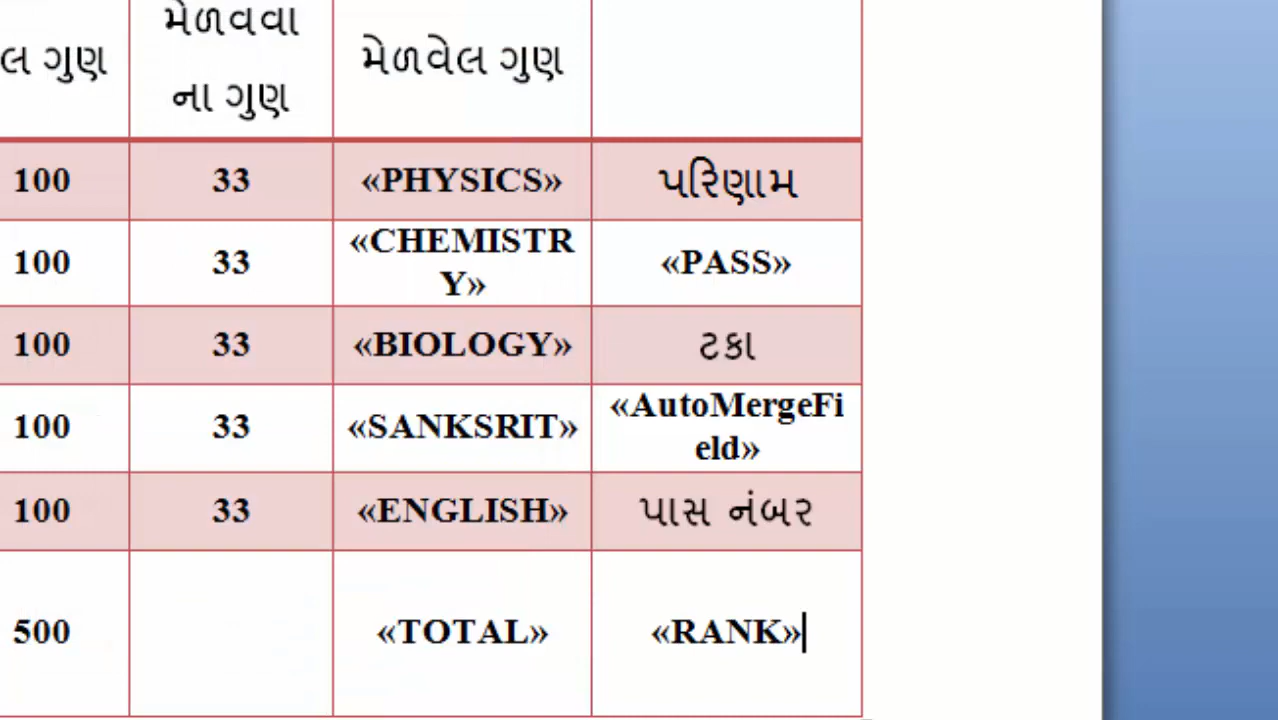 લ ગુણ
મેળવવા
ના ગુણ
મેળવેલ ગુણ
100 33 «PHYSICS» પરિણામ
100 33 «CHEMISTR
Y» «PASS»
100 33 «BIOLOGY» ટકા
100 33 «SANKSRIT» «AutoMergeFi
eld»
100 33 «ENGLISH» પાસ નંબર
500 «TOTAL» «RANK»